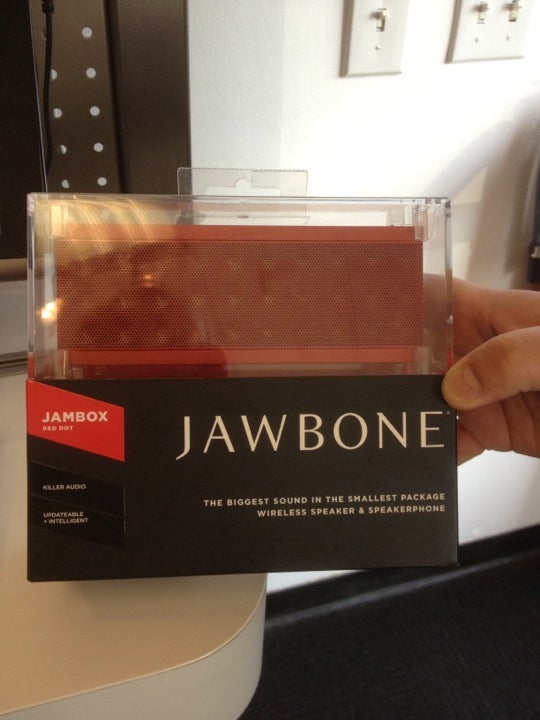 JAMBOX
RED DOT
JAWBONE
KILLER AUDIO
UPDATEABLE
+ INTELLIGENT
THE BIGGEST SOUND IN THE SMALLEST PACKAGE
WIRELESS SPEAKER & SPEAKERPHONE